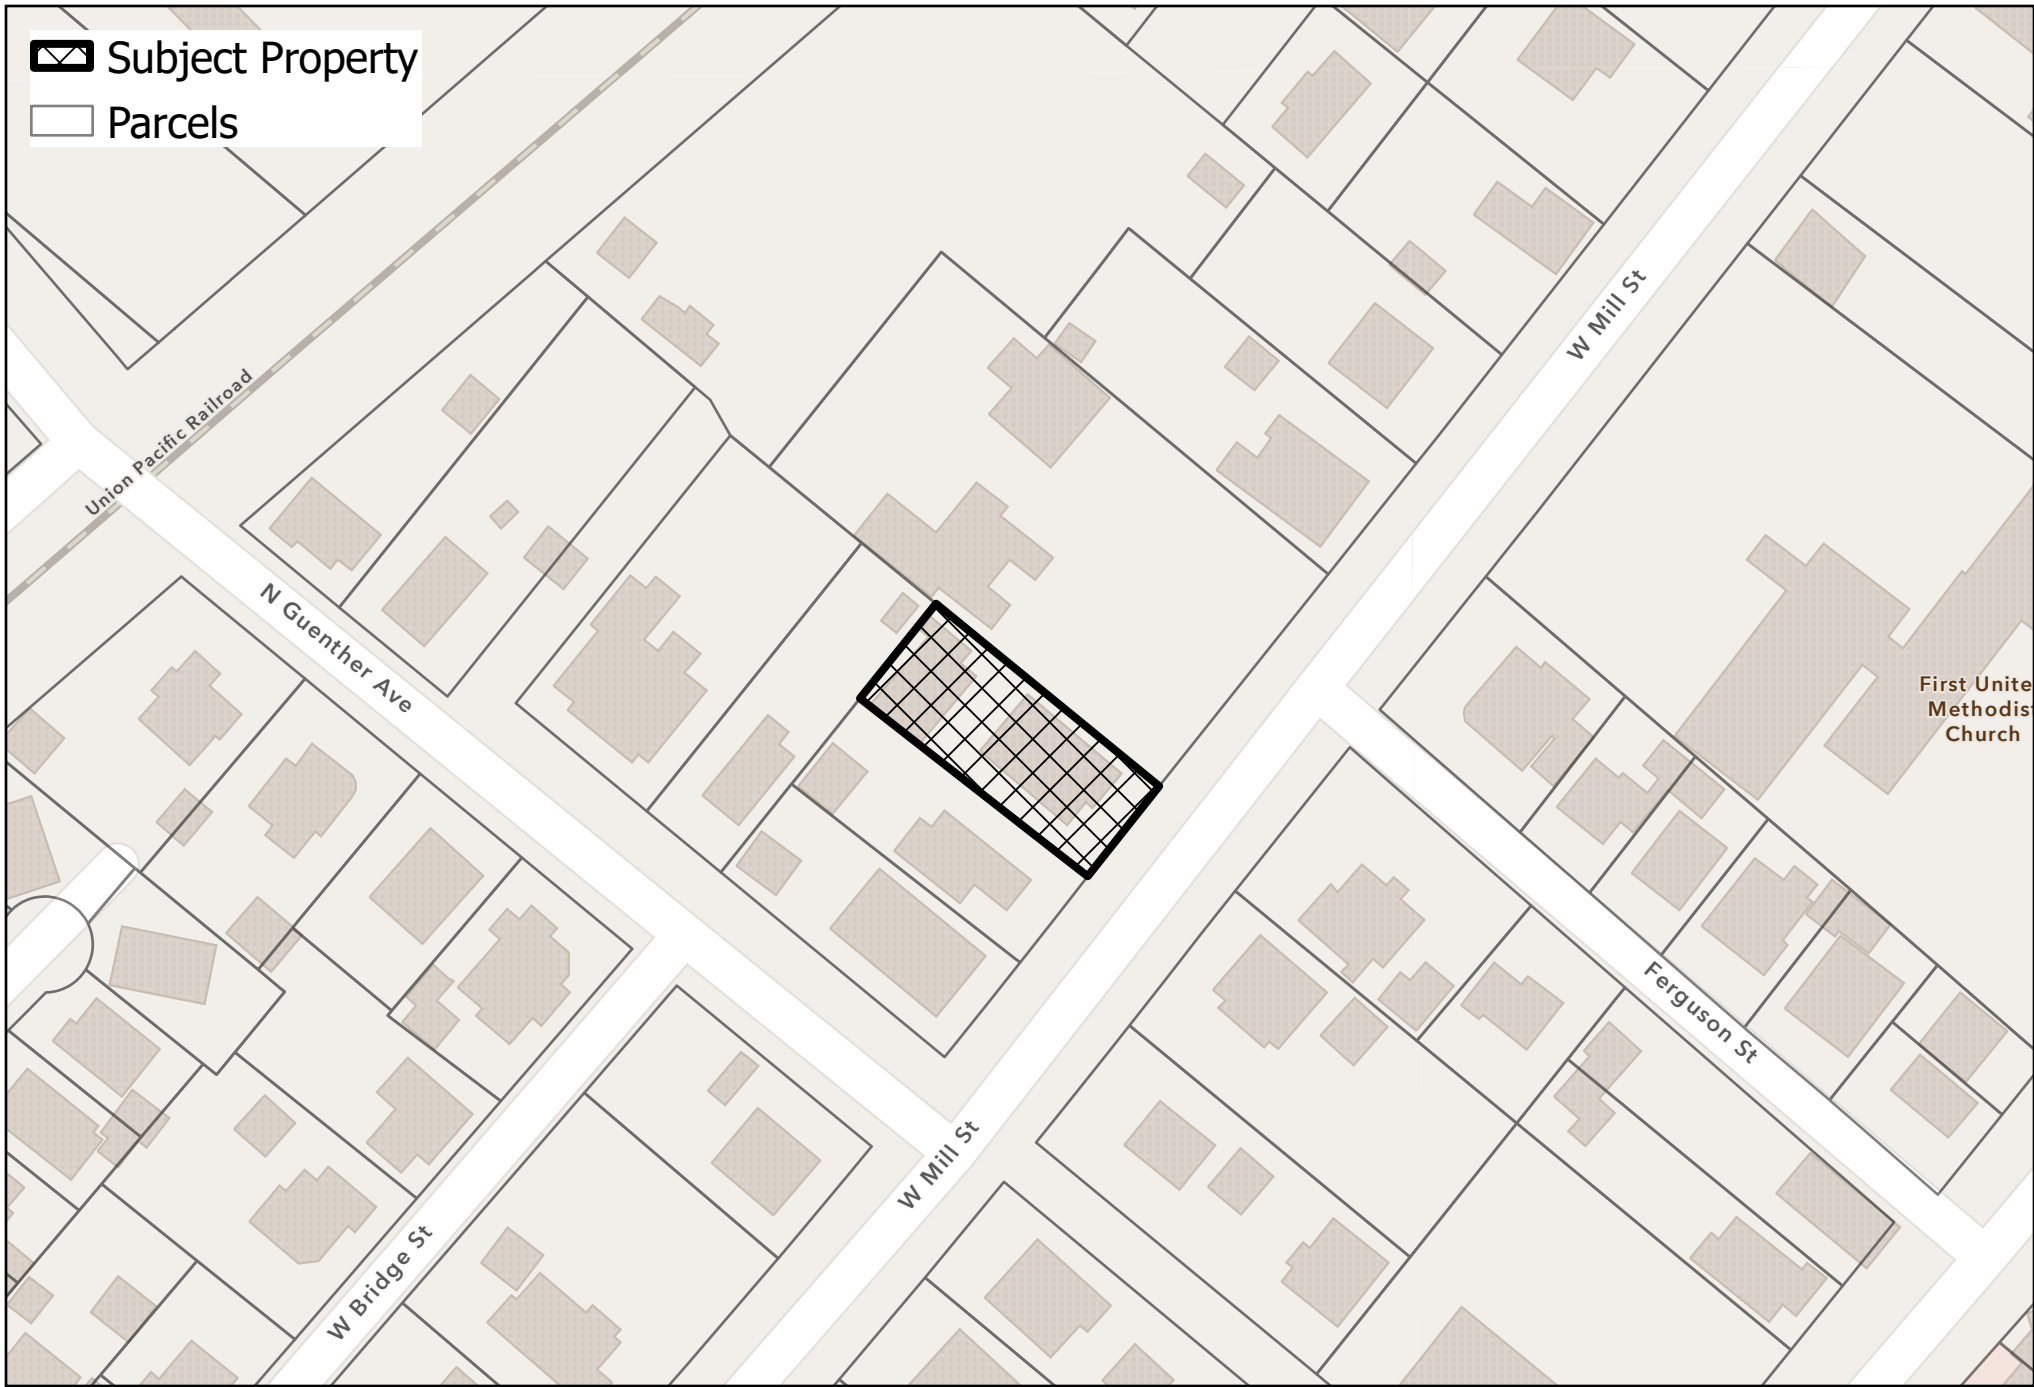 Subject Property
Parcels
W Mill St
Union Pacific Railroad
N Guenther Ave
First Unite
Methodist
Church
Ferguson St
W Mill St
W Bridge St